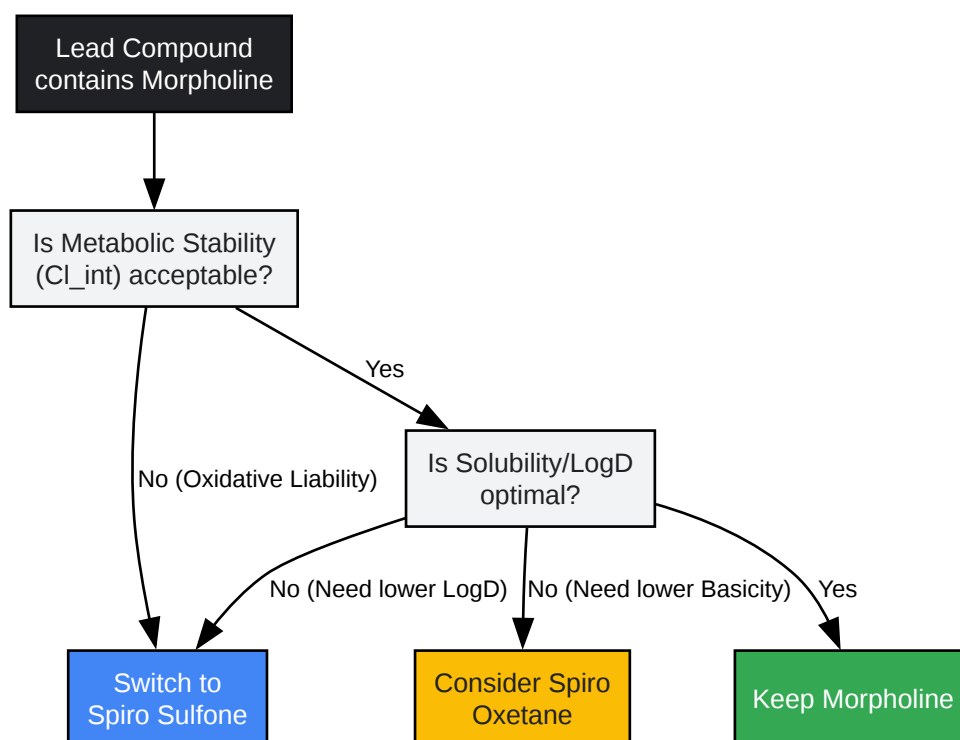 Lead Compound
contains Morpholine
Is Metabolic Stability
(Cl_int) acceptable?
Yes
Is Solubility/LogD
optimal?
No (Oxidative Liability)
No (Need lower LogD)
No (Need lower Basicity)
Yes
Switch to
Spiro Sulfone
Consider Spiro
Oxetane
Keep Morpholine